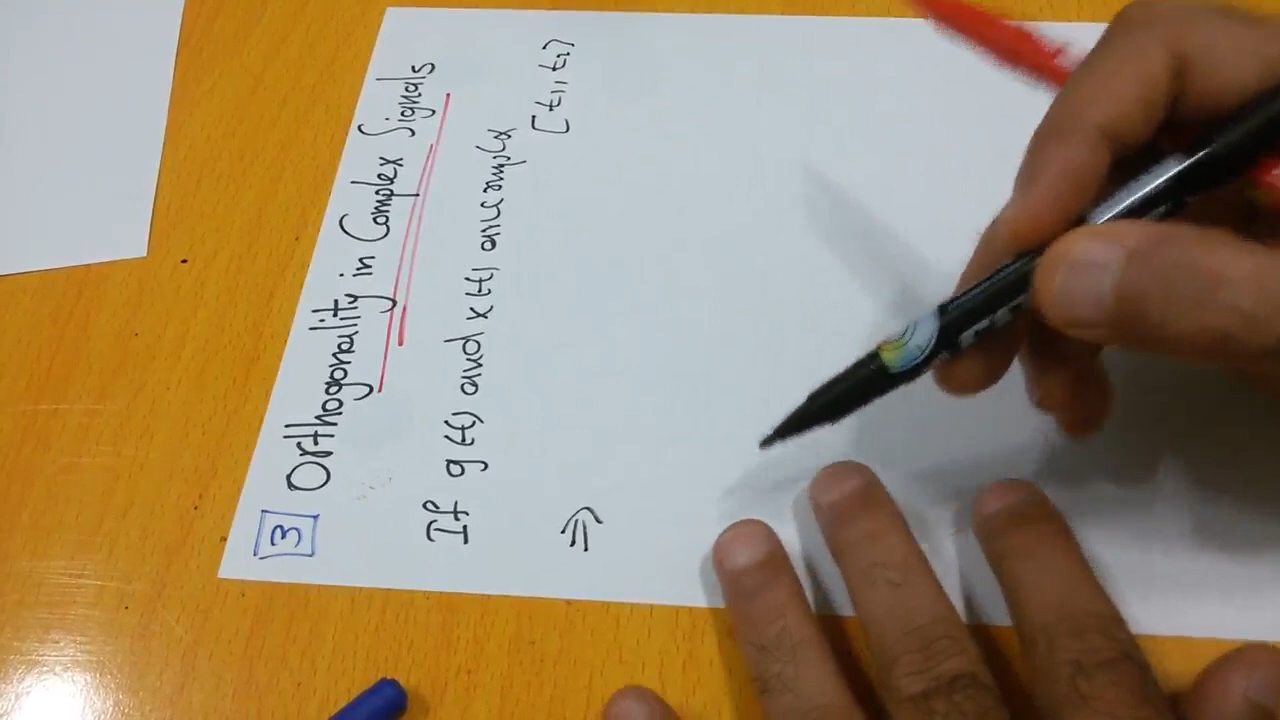 3 Orthogonality in Complex Signals
If g(t) and x(t) are complex
[t1, t2]
⇒